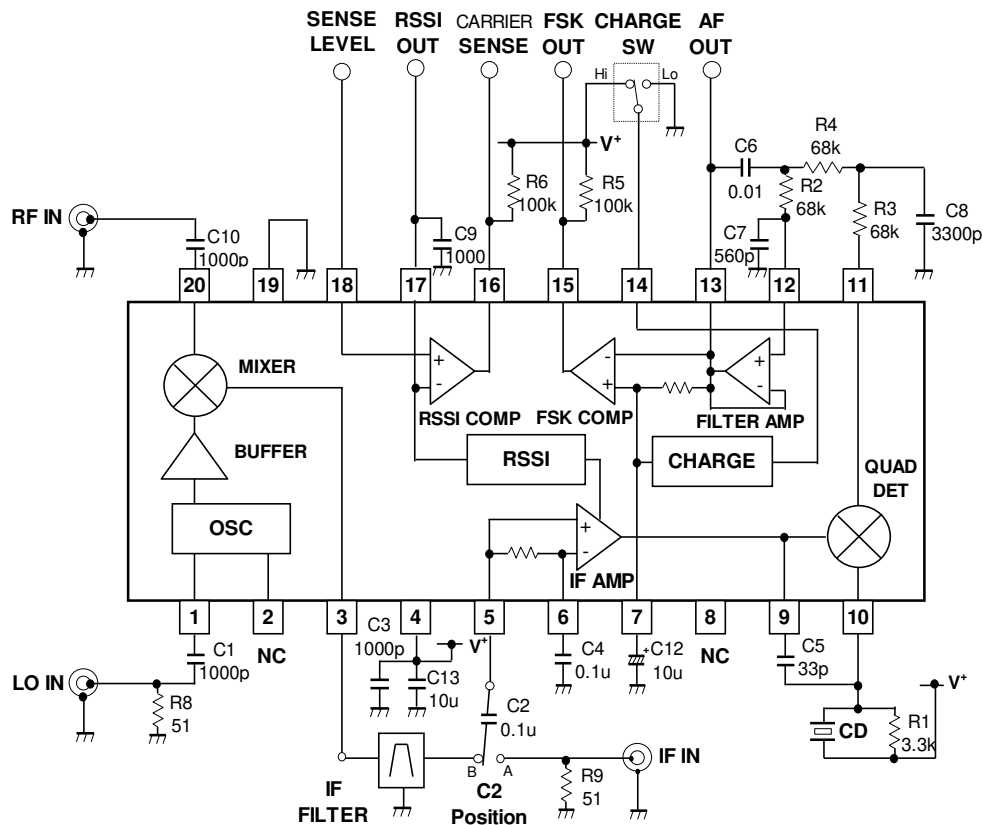 SENSE LEVEL
RSSI OUT
CARRIER SENSE
FSK OUT
CHARGE SW
AF OUT
Hi
Lo
V+
R6
100k
R5
100k
C6
0.01
R4
68k
R2
68k
R3
68k
C8
3300p
C7
560p
RF IN
C10
1000p
C9
1000
20
19
18
17
16
15
14
13
12
11
MIXER
+
-
RSSI COMP
-
+
FSK COMP
+
-
FILTER AMP
BUFFER
RSSI
CHARGE
QUAD DET
OSC
+
-
IF AMP
1
2
3
4
5
6
7
8
9
10
NC
NC
C1
1000p
LO IN
R8
51
C3
1000p
C13
10u
V+
C2
0.1u
C4
0.1u
+
C12
10u
C5
33p
V+
CD
R1
3.3k
IF FILTER
B
A
C2
Position
R9
51
IF IN